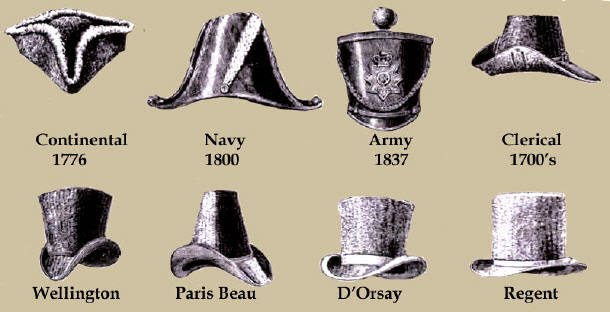 Continental Navy Army Clerical
1776 1800 1837 1700's
Wellington Paris Beau D'Orsay Regent